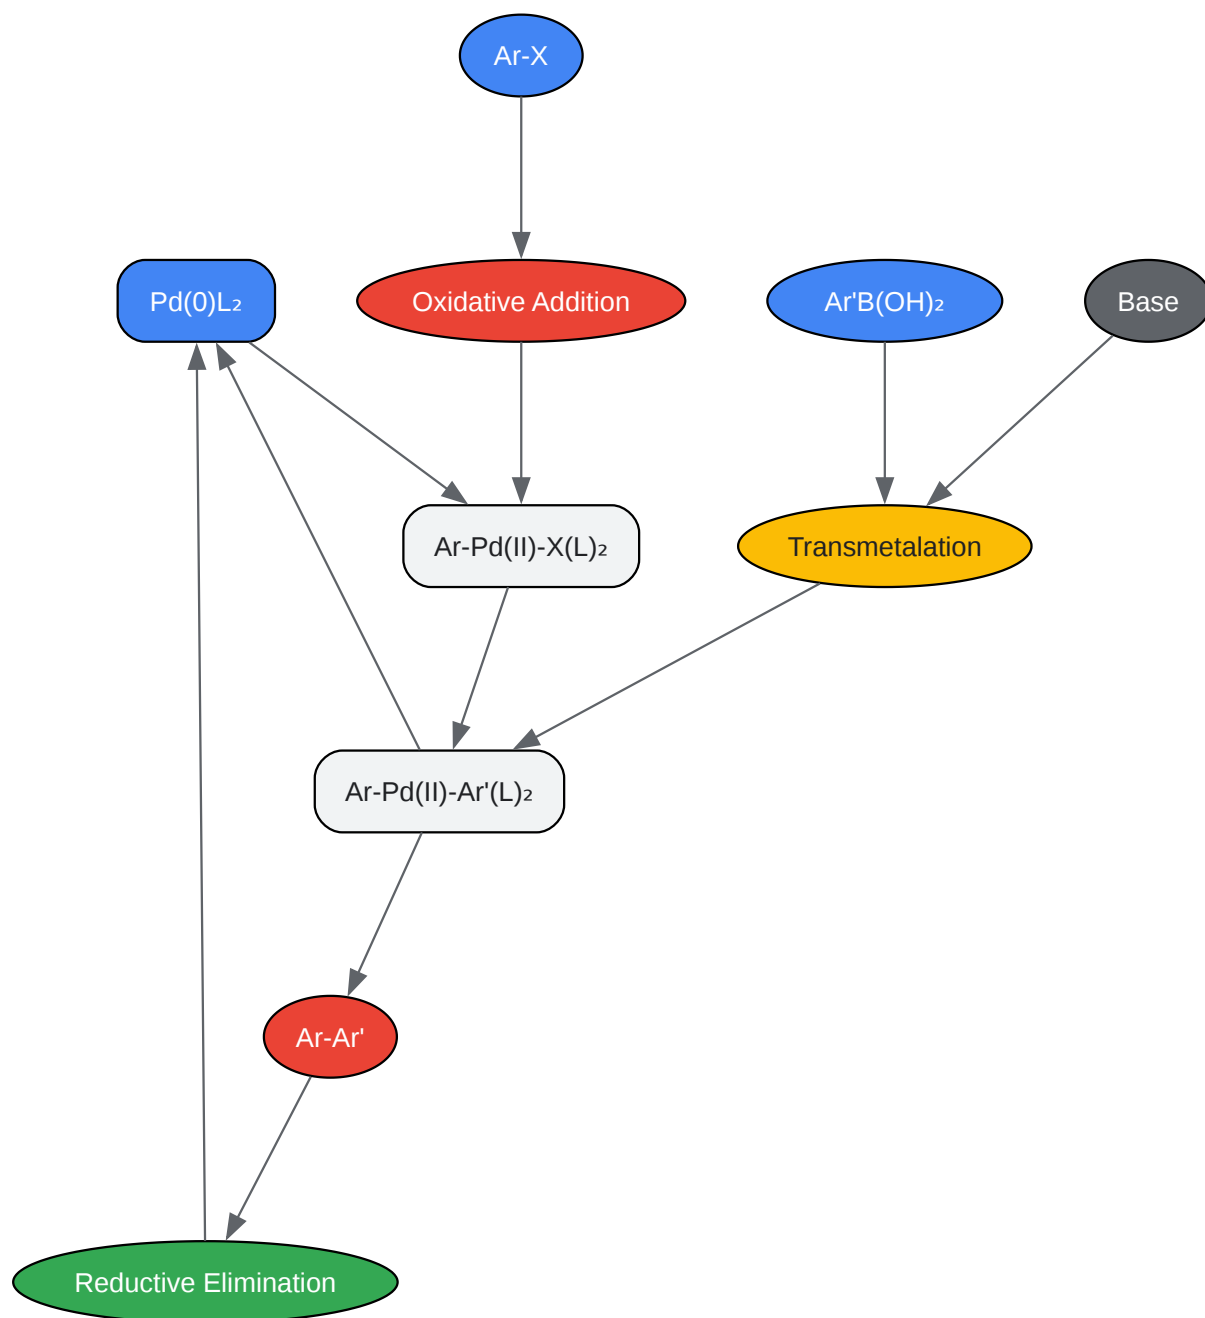 Ar-X
Pd(0)L₂
Oxidative Addition
Ar'B(OH)₂
Base
Ar-Pd(II)-X(L)₂
Transmetalation
Ar-Pd(II)-Ar'(L)₂
Ar-Ar'
Reductive Elimination